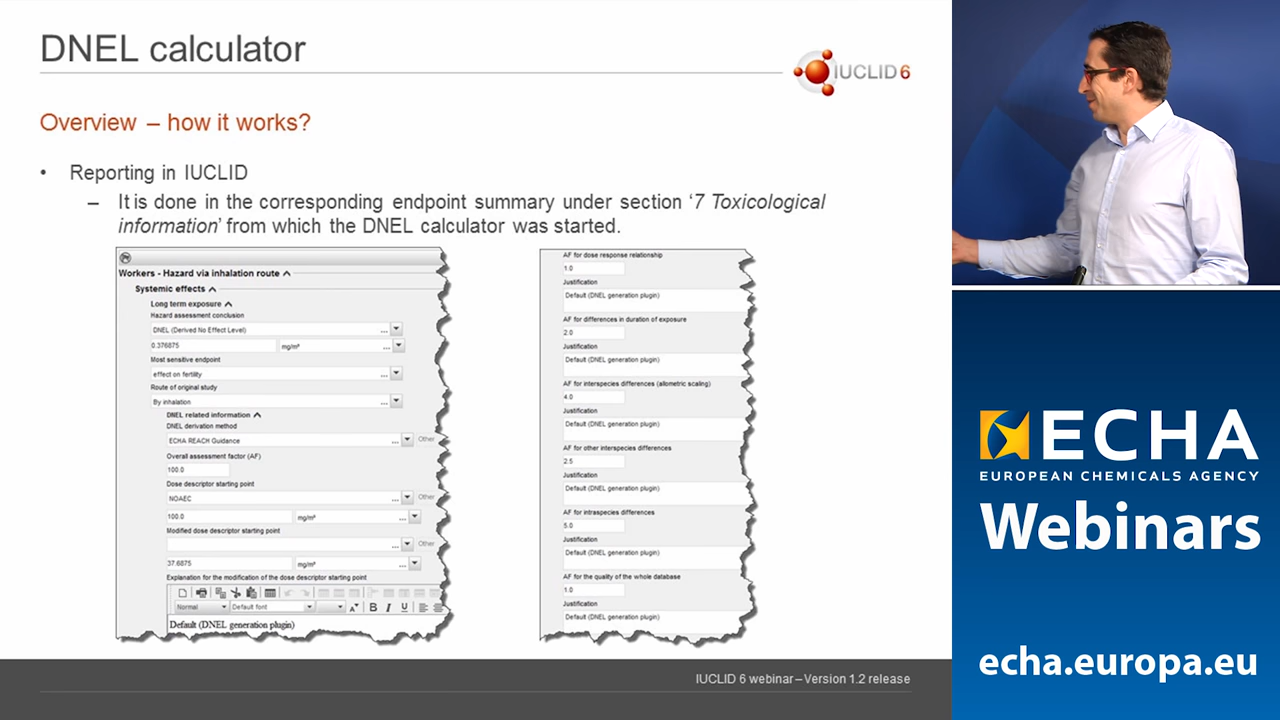 DNEL calculator
IUCLID 6
Overview – how it works?
• Reporting in IUCLID
– It is done in the corresponding endpoint summary under section ‘7 Toxicological
information’ from which the DNEL calculator was started.
Workers - Hazard via inhalation route
Systemic effects
Long term exposure
Hazard assessment conclusion
DNEL (Derived No Effect Level)
0.376875 mg/m³
Most sensitive endpoint
effect on fertility
Route of original study
By inhalation
DNEL related information
DNEL derivation method
ECHA REACH Guidance Other
Overall assessment factor (AF)
100.0
Dose descriptor starting point
NOAEC Other
100.0 mg/m³
Modified dose descriptor starting point
Other
37.6875 mg/m³
Explanation for the modification of the dose descriptor starting point
Normal Default font B I U
Default (DNEL generation plugin)
AF for dose response relationship
1.0
Justification
Default (DNEL generation plugin)
AF for differences in duration of exposure
2.0
Justification
Default (DNEL generation plugin)
AF for interspecies differences (allometric scaling)
4.0
Justification
Default (DNEL generation plugin)
AF for other interspecies differences
2.5
Justification
Default (DNEL generation plugin)
AF for intraspecies differences
5.0
Justification
Default (DNEL generation plugin)
AF for the quality of the whole database
1.0
Justification
Default (DNEL generation plugin)
IUCLID 6 webinar – Version 1.2 release
ECHA
EUROPEAN CHEMICALS AGENCY
Webinars
echa.europa.eu